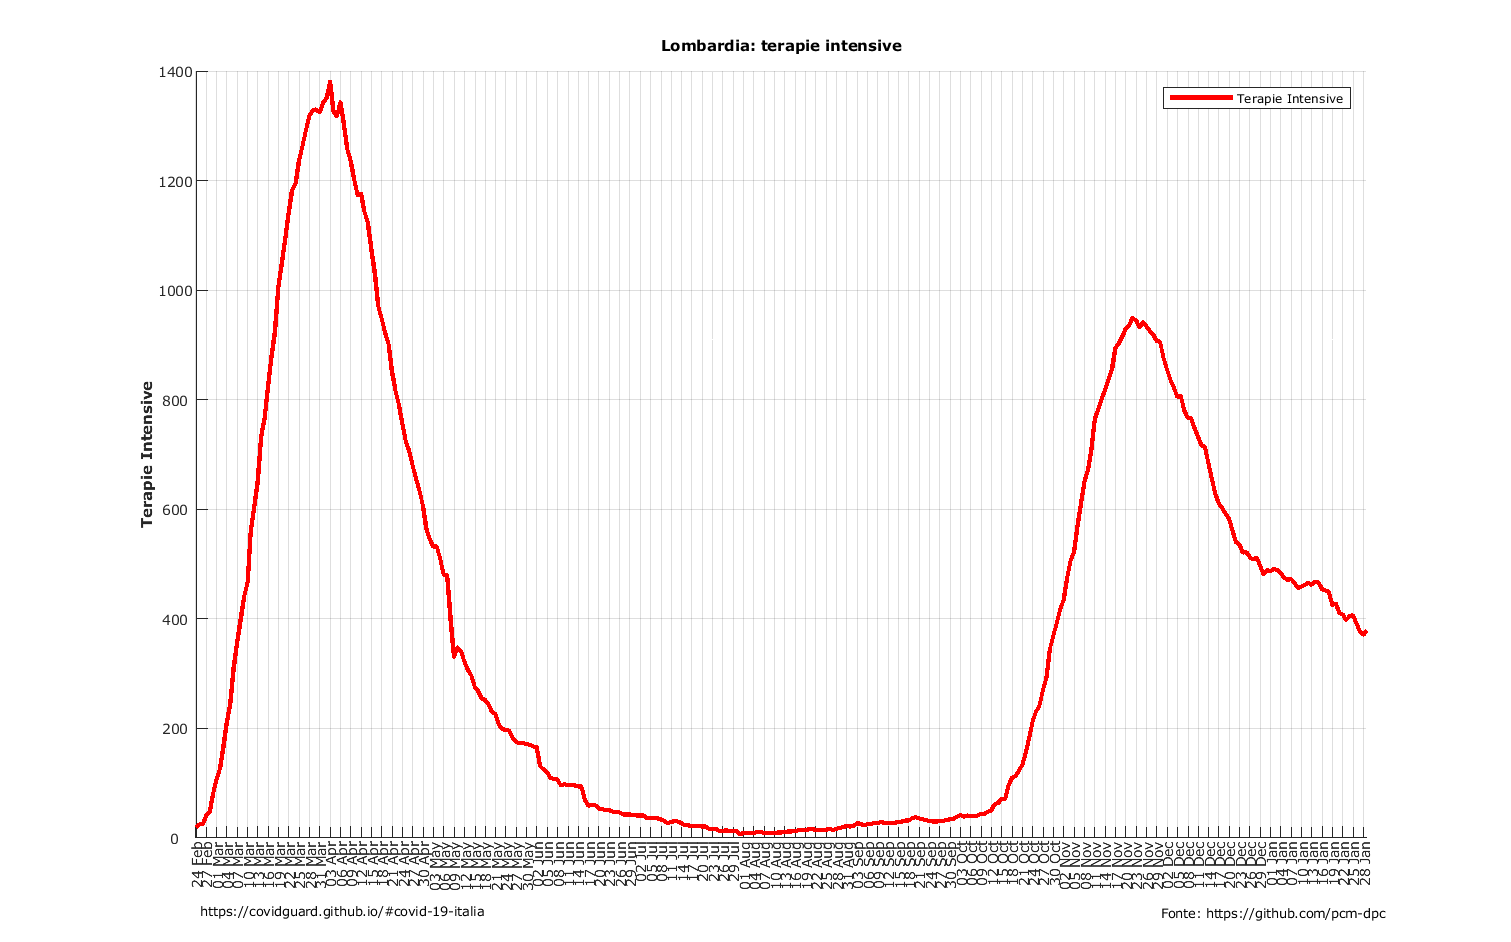 Lombardia: terapie intensive
Terapie Intensive
1400
1200
1000
800
600
400
200
0
Terapie Intensive
24 Feb
27 Feb
01 Mar
04 Mar
07 Mar
10 Mar
13 Mar
16 Mar
19 Mar
22 Mar
25 Mar
28 Mar
31 Mar
03 Apr
06 Apr
09 Apr
12 Apr
15 Apr
18 Apr
21 Apr
24 Apr
27 Apr
30 Apr
03 May
06 May
09 May
12 May
15 May
18 May
21 May
24 May
27 May
30 May
02 Jun
05 Jun
08 Jun
11 Jun
14 Jun
17 Jun
20 Jun
23 Jun
26 Jun
29 Jun
02 Jul
05 Jul
08 Jul
11 Jul
14 Jul
17 Jul
20 Jul
23 Jul
26 Jul
29 Jul
01 Aug
04 Aug
07 Aug
10 Aug
13 Aug
16 Aug
19 Aug
22 Aug
25 Aug
28 Aug
31 Aug
03 Sep
06 Sep
09 Sep
12 Sep
15 Sep
18 Sep
21 Sep
24 Sep
27 Sep
30 Sep
03 Oct
06 Oct
09 Oct
12 Oct
15 Oct
18 Oct
21 Oct
24 Oct
27 Oct
30 Oct
02 Nov
05 Nov
08 Nov
11 Nov
14 Nov
17 Nov
20 Nov
23 Nov
26 Nov
29 Nov
02 Dec
05 Dec
08 Dec
11 Dec
14 Dec
17 Dec
20 Dec
23 Dec
26 Dec
29 Dec
01 Jan
04 Jan
07 Jan
10 Jan
13 Jan
16 Jan
19 Jan
22 Jan
25 Jan
28 Jan
https://covidguard.github.io/#covid-19-italia
Fonte: https://github.com/pcm-dpc